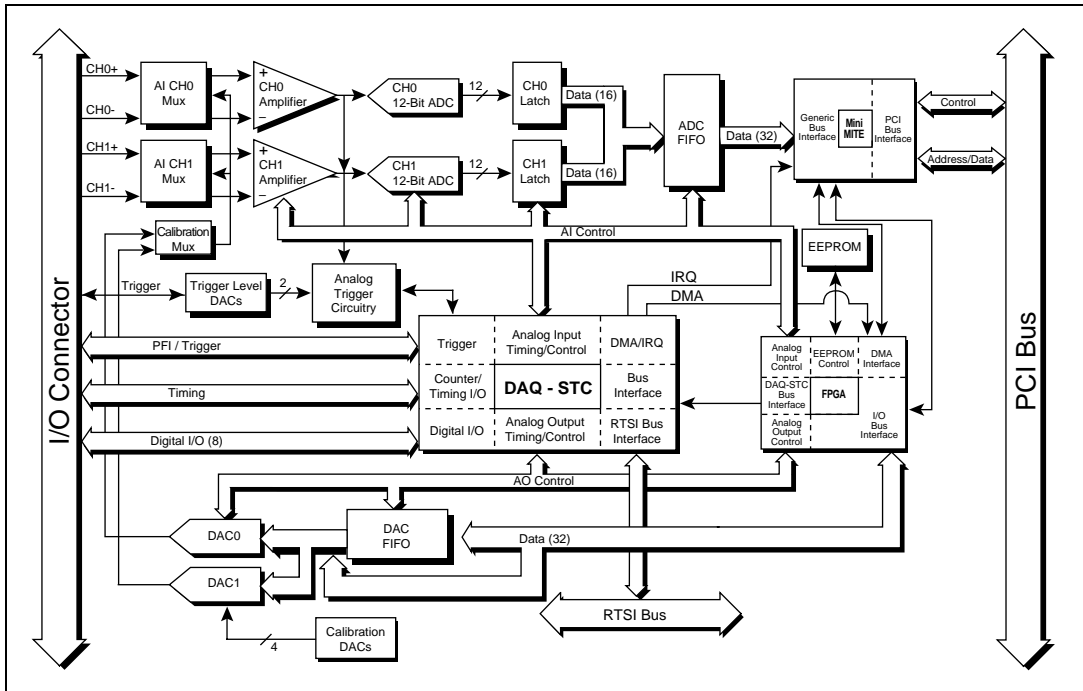 I/O Connector
CH0+
CH0-
CH1+
CH1-
AI CH0
Mux
AI CH1
Mux
+
CH0
Amplifier
−
+
CH1
Amplifier
−
CH0
12-Bit ADC
CH1
12-Bit ADC
12
12
CH0
Latch
CH1
Latch
Data (16)
Data (16)
ADC
FIFO
Data (32)
Generic
Bus
Interface
Mini
MITE
PCI
Bus
Interface
Control
Address/Data
PCI Bus
Calibration
Mux
AI Control
EEPROM
Trigger
Trigger Level
DACs
2
Analog
Trigger
Circuitry
IRQ
DMA
PFI / Trigger
Timing
Digital I/O (8)
Trigger
Analog Input
Timing/Control
DMA/IRQ
Counter/
Timing I/O
DAQ - STC
Bus
Interface
Digital I/O
Analog Output
Timing/Control
RTSI Bus
Interface
Analog
Input
Control
EEPROM
Control
DMA
Interface
DAQ-STC
Bus
Interface
FPGA
Analog
Output
Control
I/O
Bus
Interface
AO Control
DAC0
DAC
FIFO
Data (32)
DAC1
4
Calibration
DACs
RTSI Bus